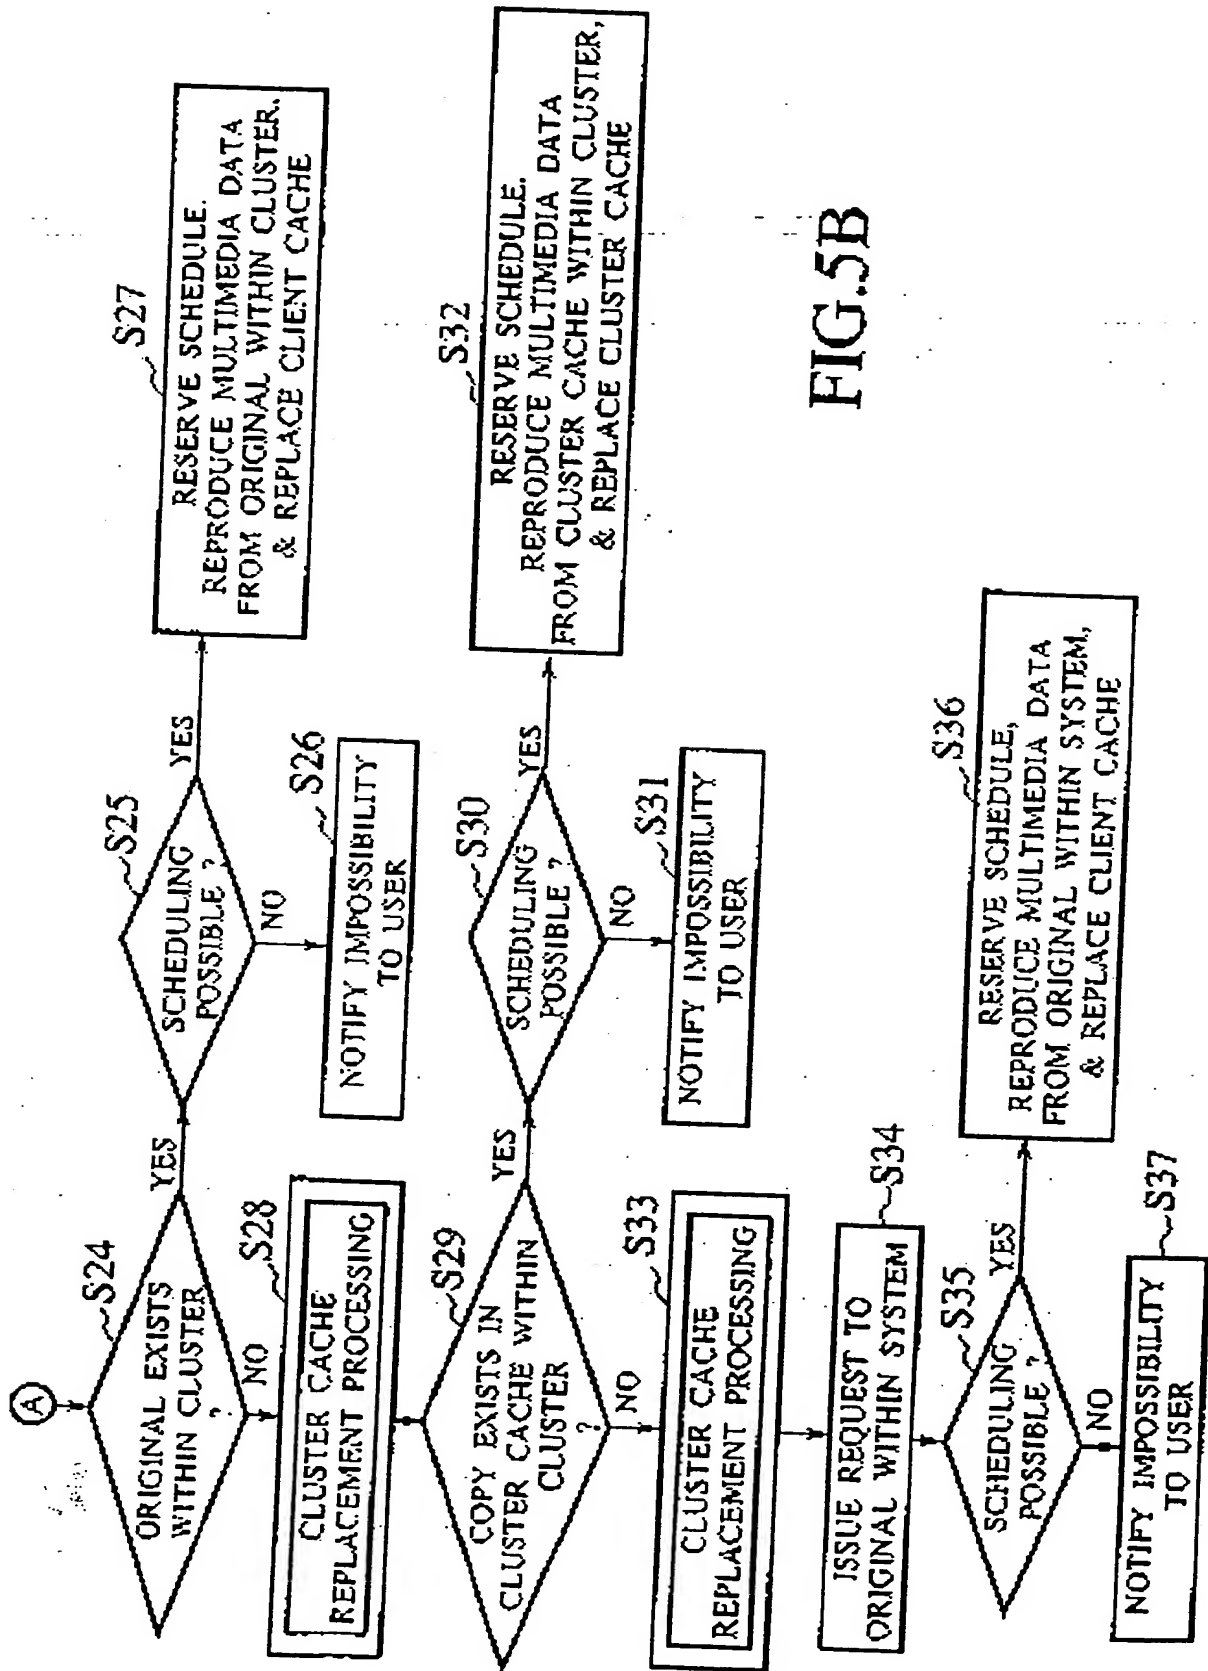 A
S24
ORIGINAL EXISTS
WITHIN CLUSTER
?
YES
NO
S25
SCHEDULING
POSSIBLE ?
YES
NO
S26
NOTIFY IMPOSSIBILITY
TO USER
S27
RESERVE SCHEDULE.
REPRODUCE MULTIMEDIA DATA
FROM ORIGINAL WITHIN CLUSTER.
& REPLACE CLIENT CACHE
S28
CLUSTER CACHE
REPLACEMENT PROCESSING
S29
COPY EXISTS IN
CLUSTER CACHE WITHIN
CLUSTER
?
YES
NO
S30
SCHEDULING
POSSIBLE ?
YES
NO
S31
NOTIFY IMPOSSIBILITY
TO USER
S32
RESERVE SCHEDULE.
REPRODUCE MULTIMEDIA DATA
FROM CLUSTER CACHE WITHIN CLUSTER,
& REPLACE CLUSTER CACHE
S33
CLUSTER CACHE
REPLACEMENT PROCESSING
S34
ISSUE REQUEST TO
ORIGINAL WITHIN SYSTEM
S35
SCHEDULING
POSSIBLE ?
YES
NO
S36
RESERVE SCHEDULE,
REPRODUCE MULTIMEDIA DATA
FROM ORIGINAL WITHIN SYSTEM,
& REPLACE CLIENT CACHE
S37
NOTIFY IMPOSSIBILITY
TO USER
FIG.5B